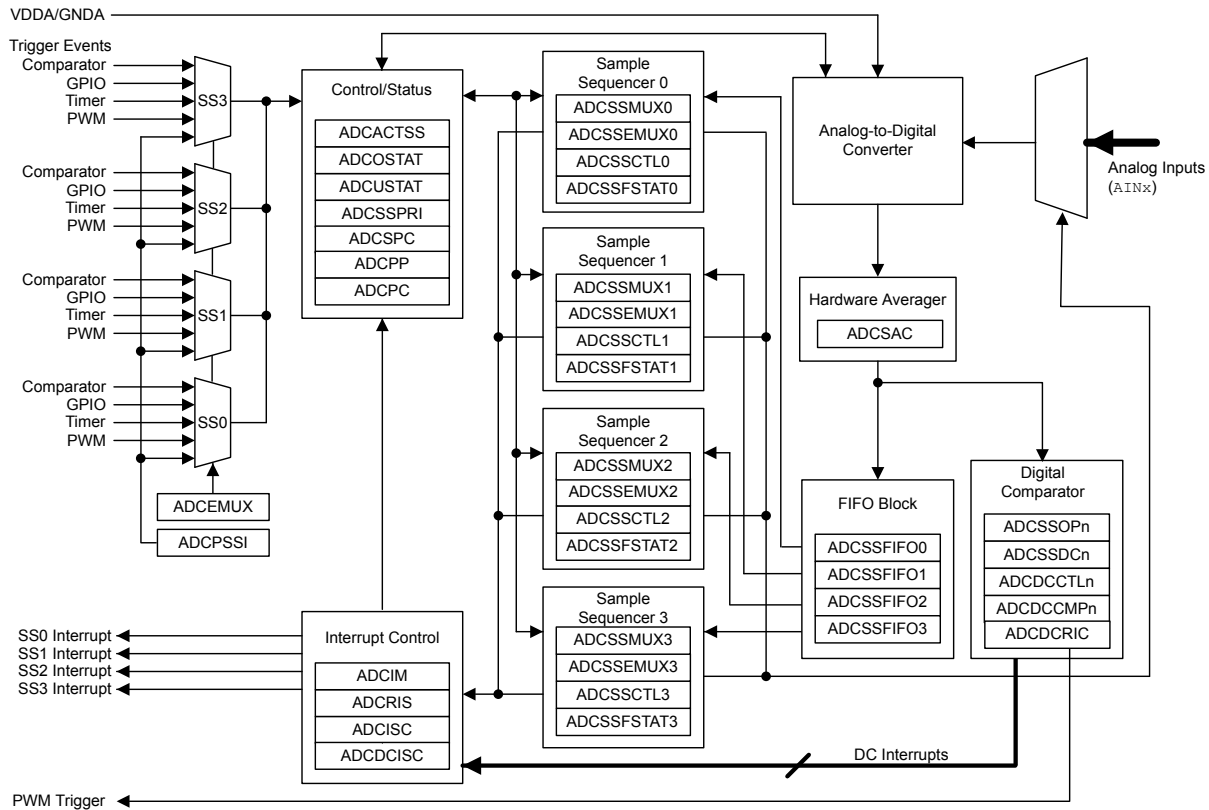 VDDA/GNDA
Trigger Events
Comparator
GPIO
Timer
PWM
SS3
Comparator
GPIO
Timer
PWM
SS2
Comparator
GPIO
Timer
PWM
SS1
Comparator
GPIO
Timer
PWM
SS0
ADCEMUX
ADCPSSI
Control/Status
ADCACTSS
ADCOSTAT
ADCUSTAT
ADCSSPRI
ADCSPC
ADCPP
ADCPC
Interrupt Control
ADCIM
ADCRIS
ADCISC
ADCDCISC
SS0 Interrupt
SS1 Interrupt
SS2 Interrupt
SS3 Interrupt
PWM Trigger
Sample
Sequencer 0
ADCSSMUX0
ADCSSEMUX0
ADCSSCTL0
ADCSSFSTAT0
Sample
Sequencer 1
ADCSSMUX1
ADCSSEMUX1
ADCSSCTL1
ADCSSFSTAT1
Sample
Sequencer 2
ADCSSMUX2
ADCSSEMUX2
ADCSSCTL2
ADCSSFSTAT2
Sample
Sequencer 3
ADCSSMUX3
ADCSSEMUX3
ADCSSCTL3
ADCSSFSTAT3
Analog-to-Digital
Converter
Analog Inputs
(AINx)
Hardware Averager
ADCSAC
FIFO Block
ADCSSFIFO0
ADCSSFIFO1
ADCSSFIFO2
ADCSSFIFO3
Digital
Comparator
ADCSSOPn
ADCSSDCn
ADCDCCTLn
ADCDCCMPn
ADCDCRIC
DC Interrupts